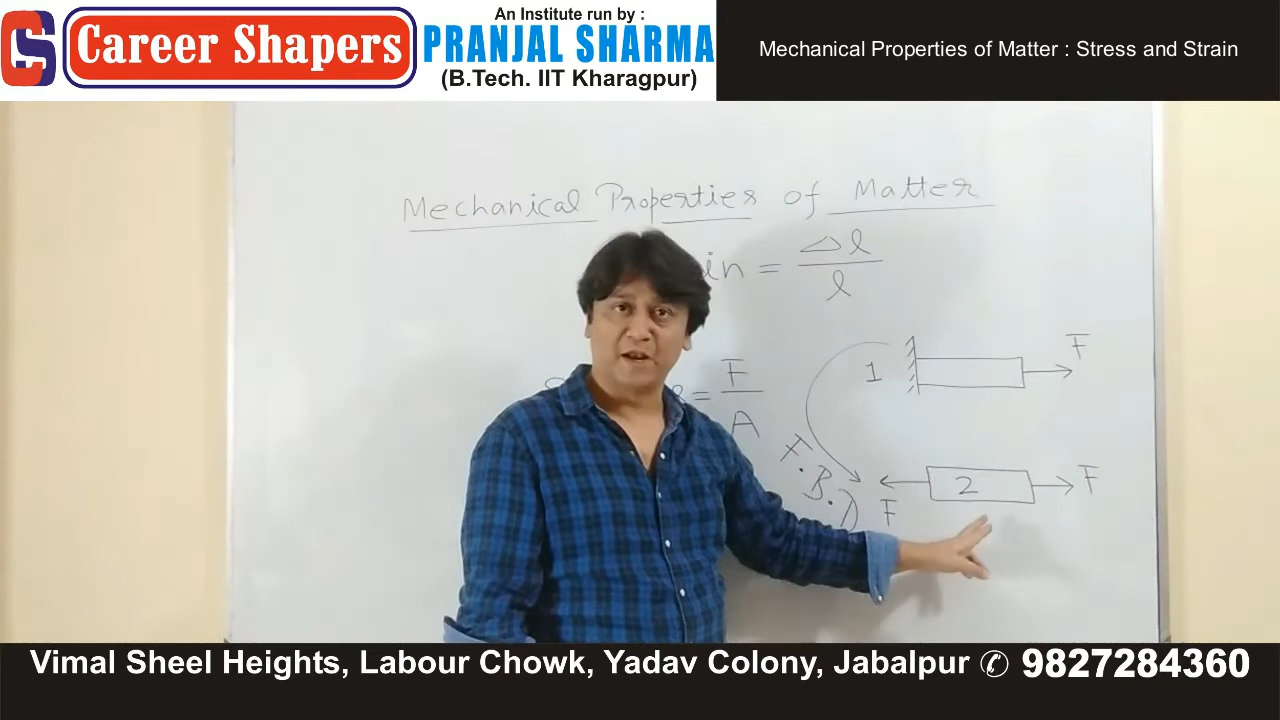 Career Shapers
An Institute run by :
PRANJAL SHARMA
(B.Tech. IIT Kharagpur)
Mechanical Properties of Matter : Stress and Strain
Mechanical Properties of Matter
in = Δl / l
= F / A
1
F
F.B.D
F
2
F
Vimal Sheel Heights, Labour Chowk, Yadav Colony, Jabalpur ✆ 9827284360